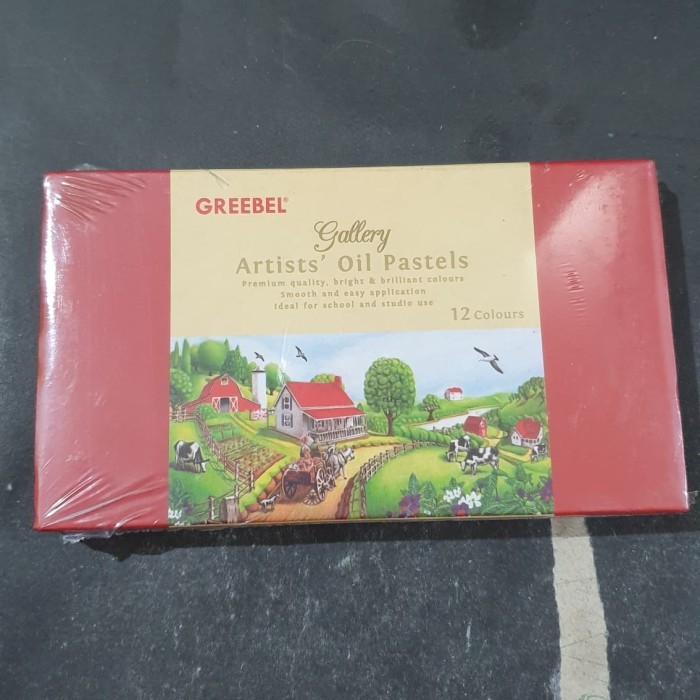 GREEBEL®
Gallery
Artists' Oil Pastels
Premium quality, bright & brilliant colours
Smooth and easy application
Ideal for school and studio use
12 Colours